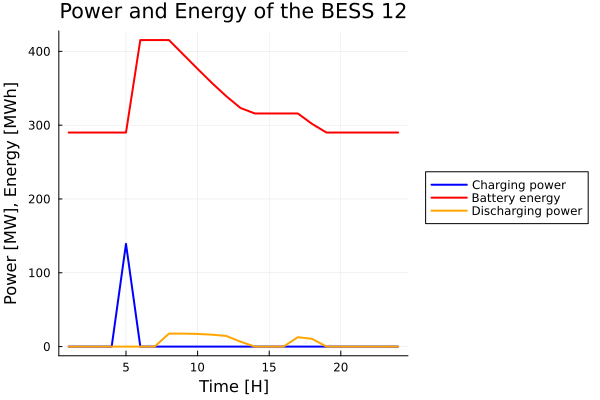 Power and Energy of the BESS 12
Power [MW], Energy [MWh]
400
300
200
100
0
5
10
15
20
Time [H]
Charging power
Battery energy
Discharging power